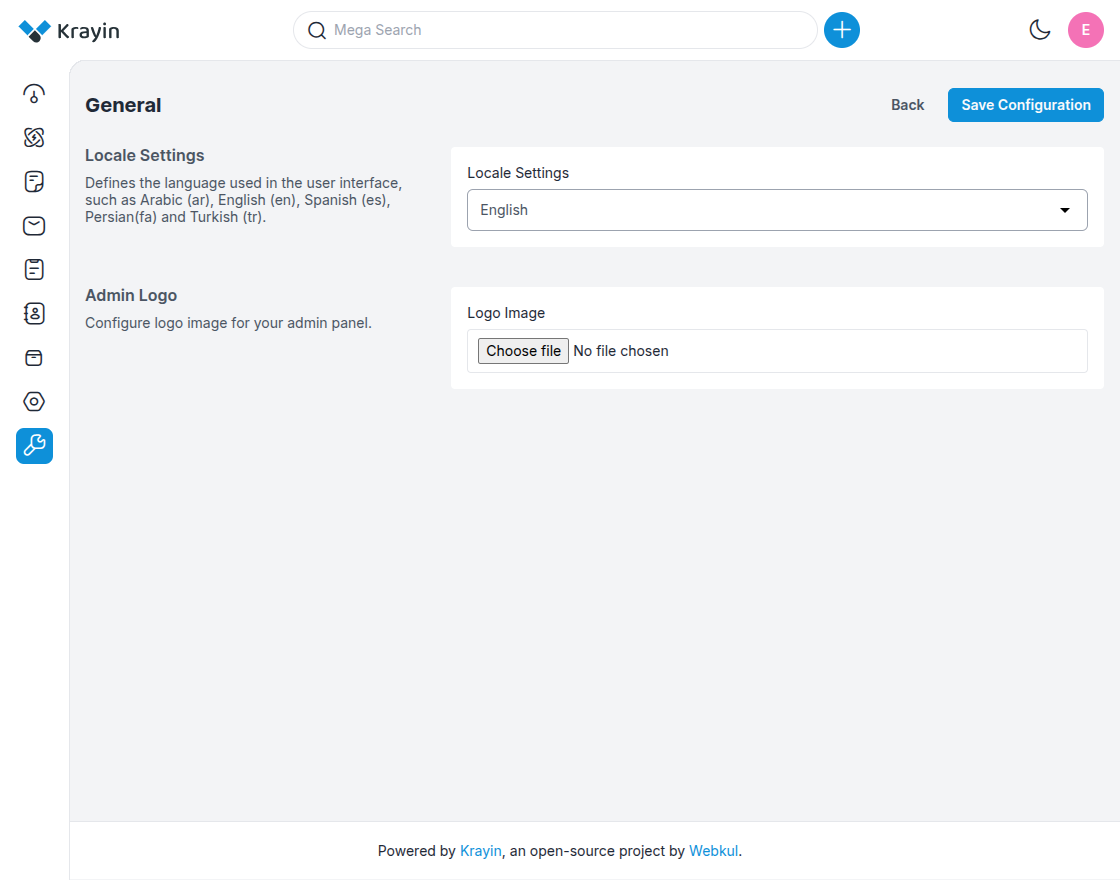 Krayin
Mega Search
E
General
Back
Save Configuration
Locale Settings
Defines the language used in the user interface,
such as Arabic (ar), English (en), Spanish (es),
Persian(fa) and Turkish (tr).
Locale Settings
English
Admin Logo
Configure logo image for your admin panel.
Logo Image
Choose file No file chosen
Powered by Krayin, an open-source project by Webkul.